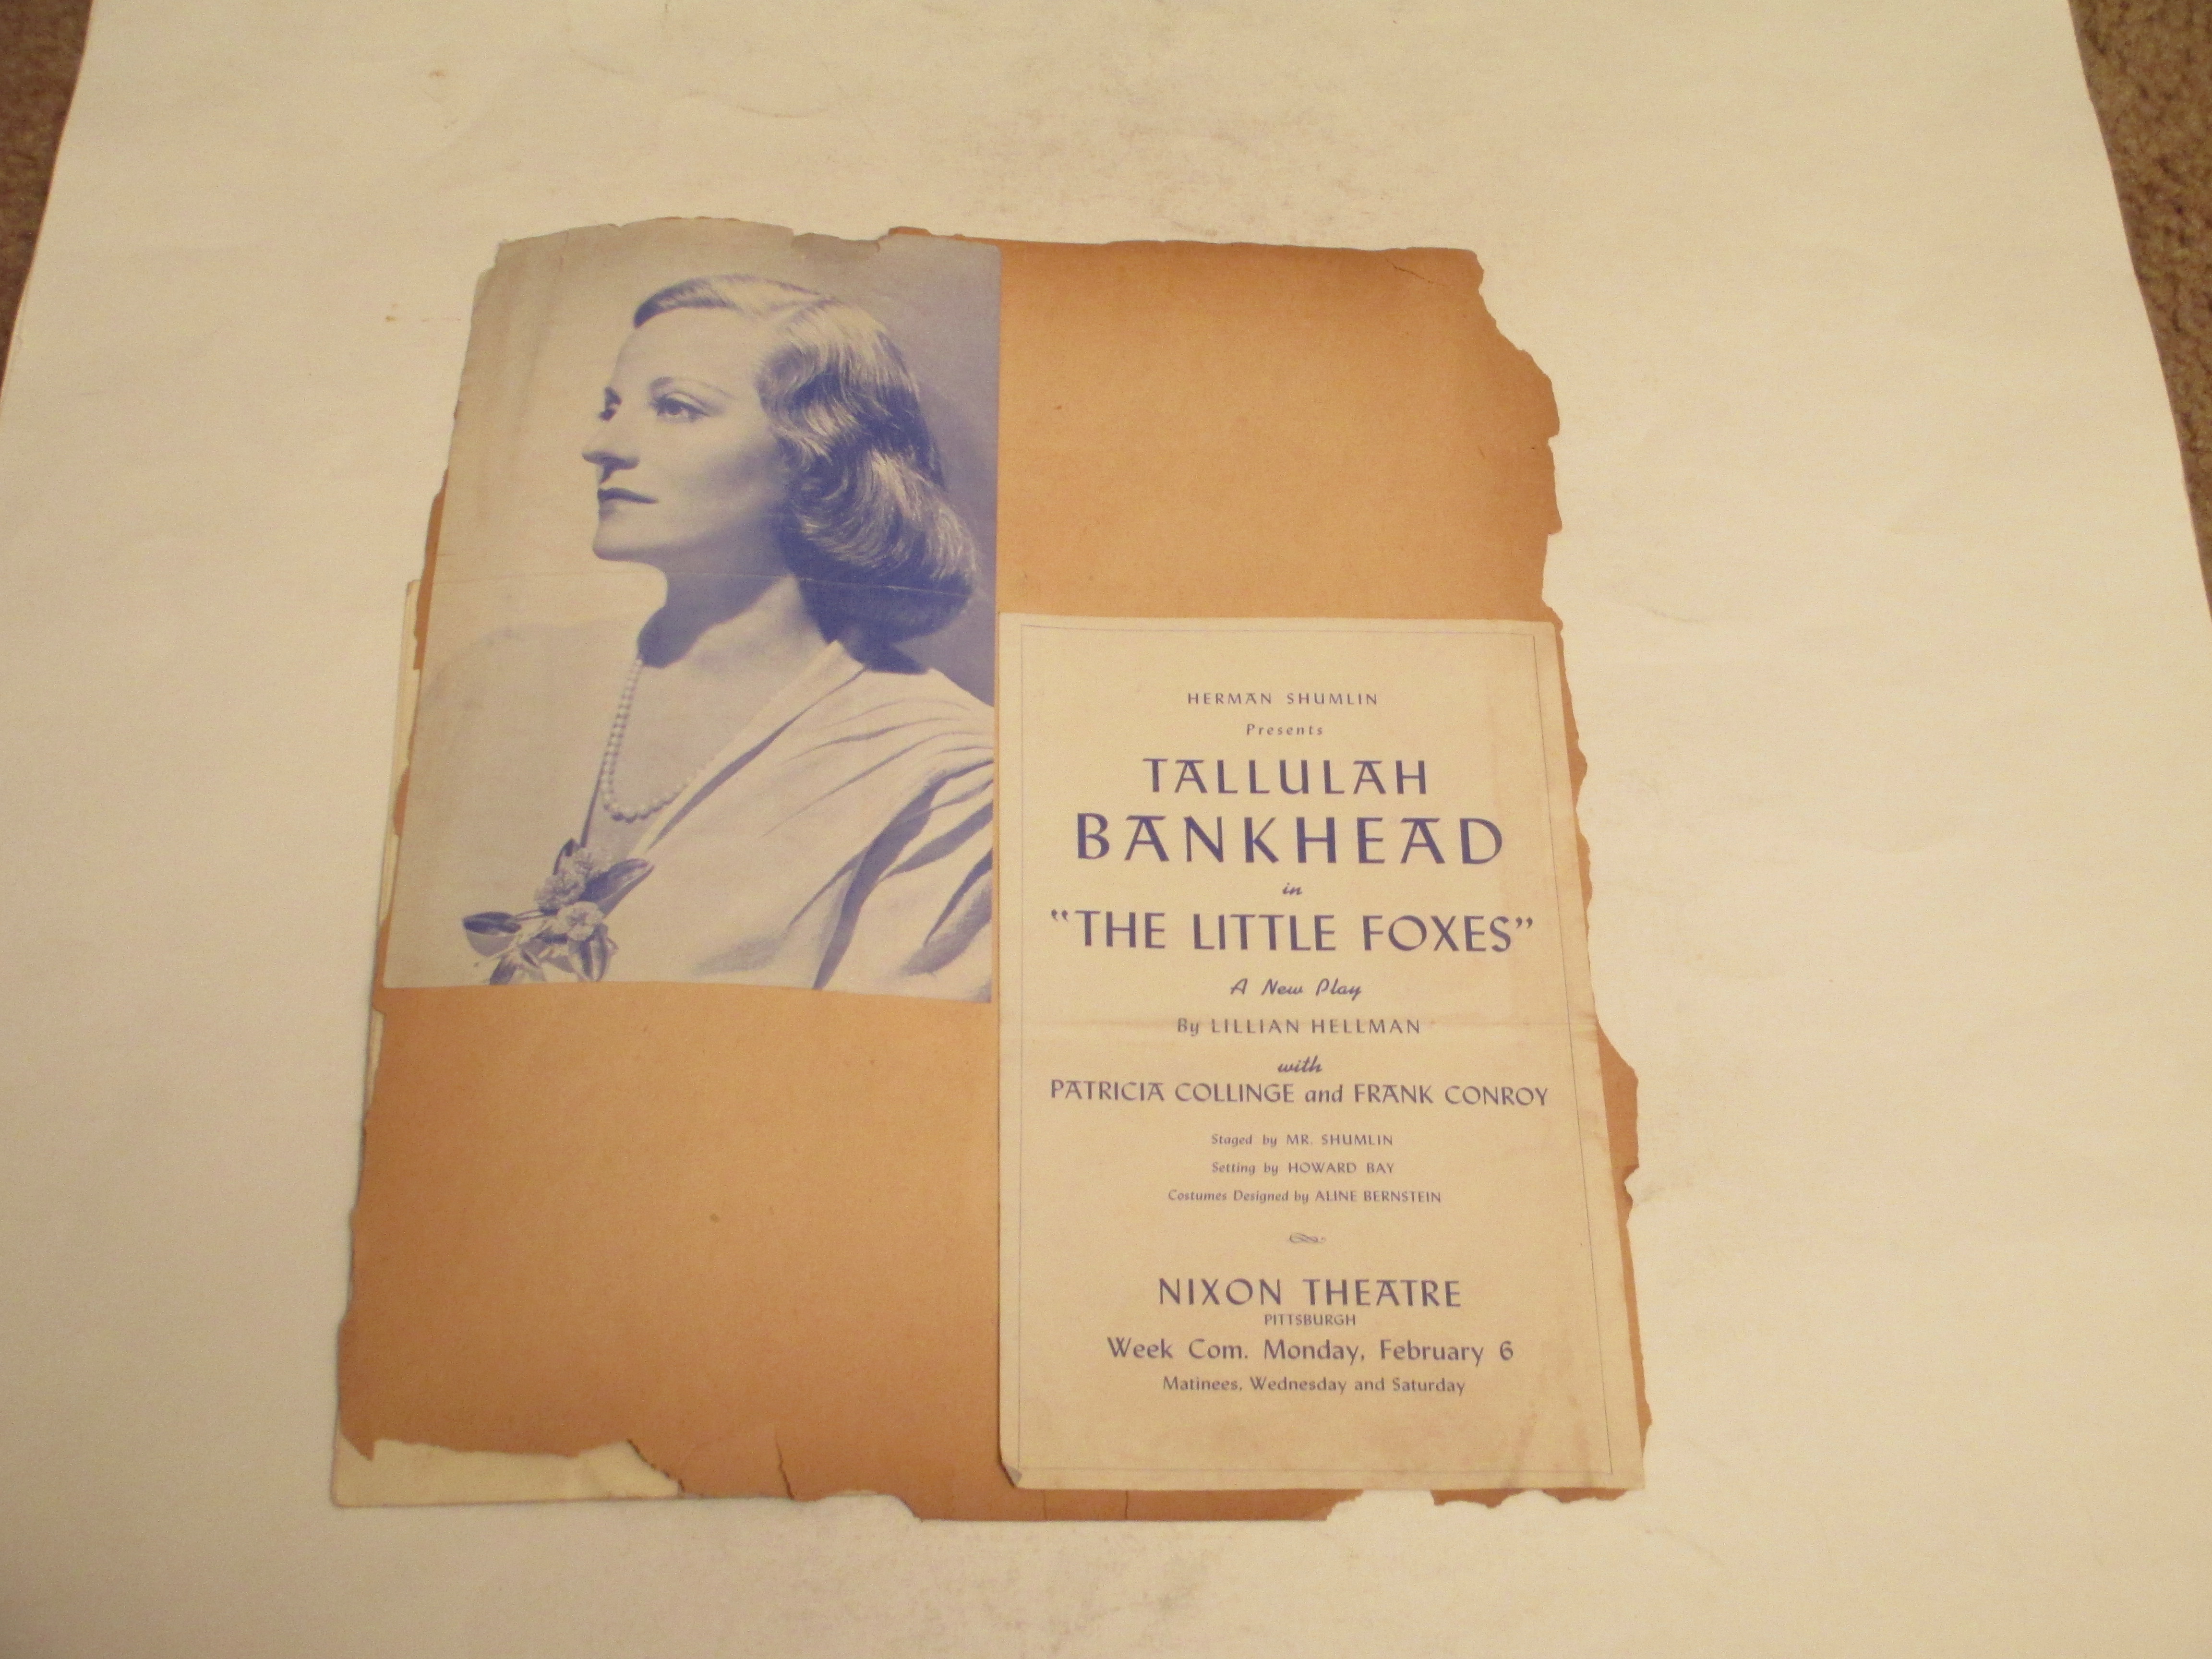 HERMAN SHUMLIN
Presents
TALLULAH
BANKHEAD
in
"THE LITTLE FOXES"
A New Play
By LILLIAN HELLMAN
with
PATRICIA COLLINGE and FRANK CONROY
Staged by MR. SHUMLIN
Setting by HOWARD BAY
Costumes Designed by ALINE BERNSTEIN
NIXON THEATRE
PITTSBURGH
Week Com. Monday, February 6
Matinees, Wednesday and Saturday